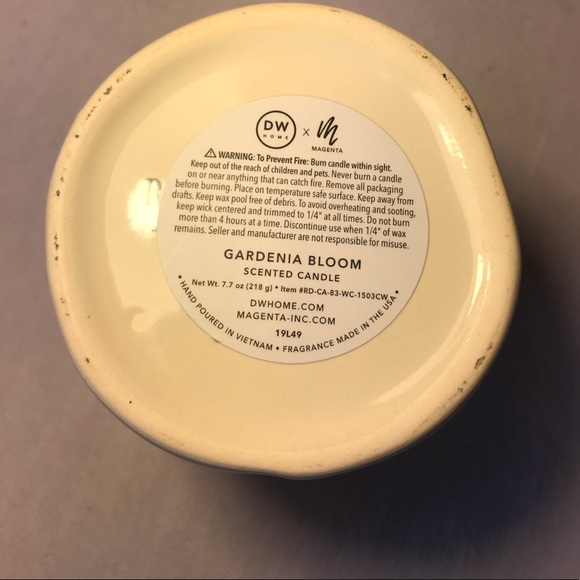 DW
HOME
x
M
MAGENTA
⚠ WARNING: To Prevent Fire: Burn candle within sight.
Keep out of the reach of children and pets. Never burn a candle
on or near anything that can catch fire. Remove all packaging
before burning. Place on temperature safe surface. Keep away from
drafts. Keep wax pool free of debris. To avoid overheating and sooting,
keep wick centered and trimmed to 1/4" at all times. Do not burn
more than 4 hours at a time. Discontinue use when 1/4" of wax
remains. Seller and manufacturer are not responsible for misuse.
GARDENIA BLOOM
SCENTED CANDLE
Net Wt. 7.7 oz (218 g) * Item #RD-CA-83-WC-1503CW
DWHOME.COM
MAGENTA-INC.COM
19L49
• HAND POURED IN VIETNAM • FRAGRANCE MADE IN THE USA •